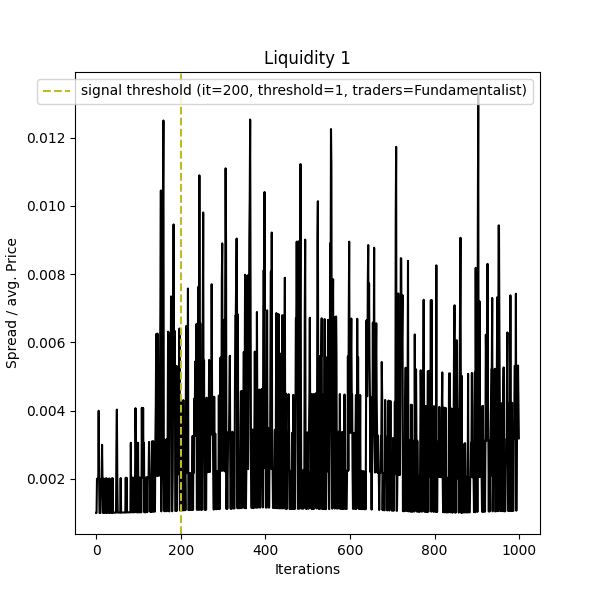 Liquidity 1
signal threshold (it=200, threshold=1, traders=Fundamentalist)
0.012
0.010
0.008
0.006
0.004
0.002
Spread / avg. Price
0 200 400 600 800 1000
Iterations